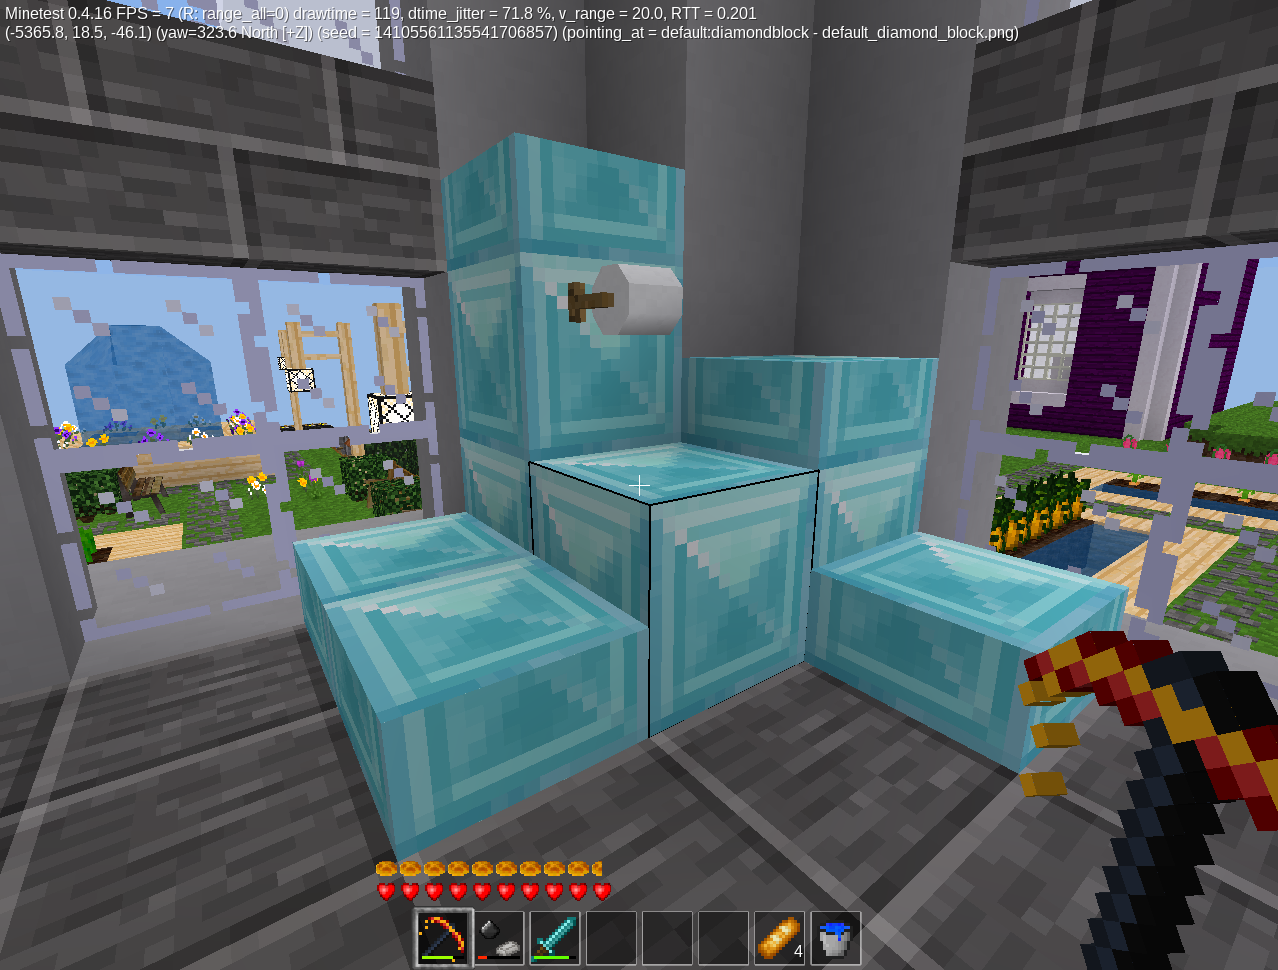 Minetest 0.4.16 FPS = 7 (R: range_all=0) drawtime = 119, dtime_jitter = 71.8 %, v_range = 20.0, RTT = 0.201
(-5365.8, 18.5, -46.1) (yaw=323.6 North [+Z]) (seed = 14105561135541706857) (pointing_at = default:diamondblock - default_diamond_block.png)
4